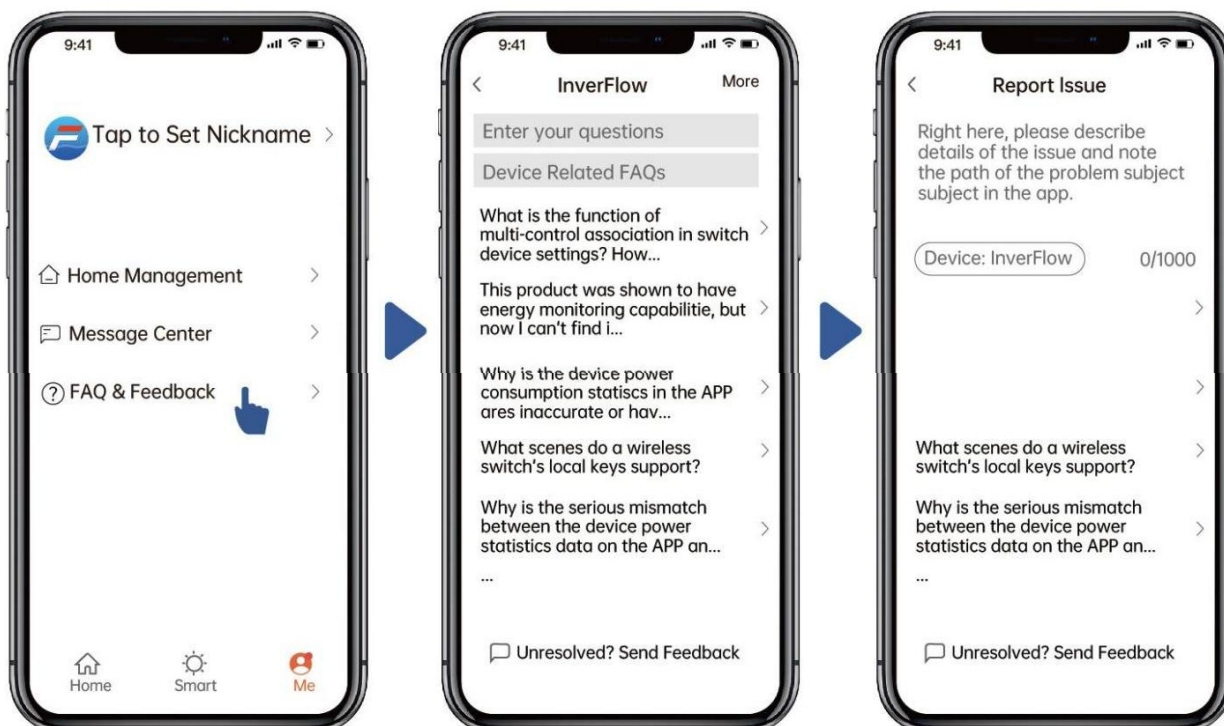 9:41
Tap to Set Nickname
Home Management
Message Center
FAQ & Feedback
Home
Smart
Me
9:41
InverFlow
More
Enter your questions
Device Related FAQs
What is the function of
multi-control association in switch
device settings? How...
This product was shown to have
energy monitoring capabilitie, but
now I can't find i...
Why is the device power
consumption statiscs in the APP
ares inaccurate or hav...
What scenes do a wireless
switch's local keys support?
Why is the serious mismatch
between the device power
statistics data on the APP an...
...
Unresolved? Send Feedback
9:41
Report Issue
Right here, please describe
details of the issue and note
the path of the problem subject
subject in the app.
Device: InverFlow
0/1000
What scenes do a wireless
switch's local keys support?
Why is the serious mismatch
between the device power
statistics data on the APP an...
...
Unresolved? Send Feedback